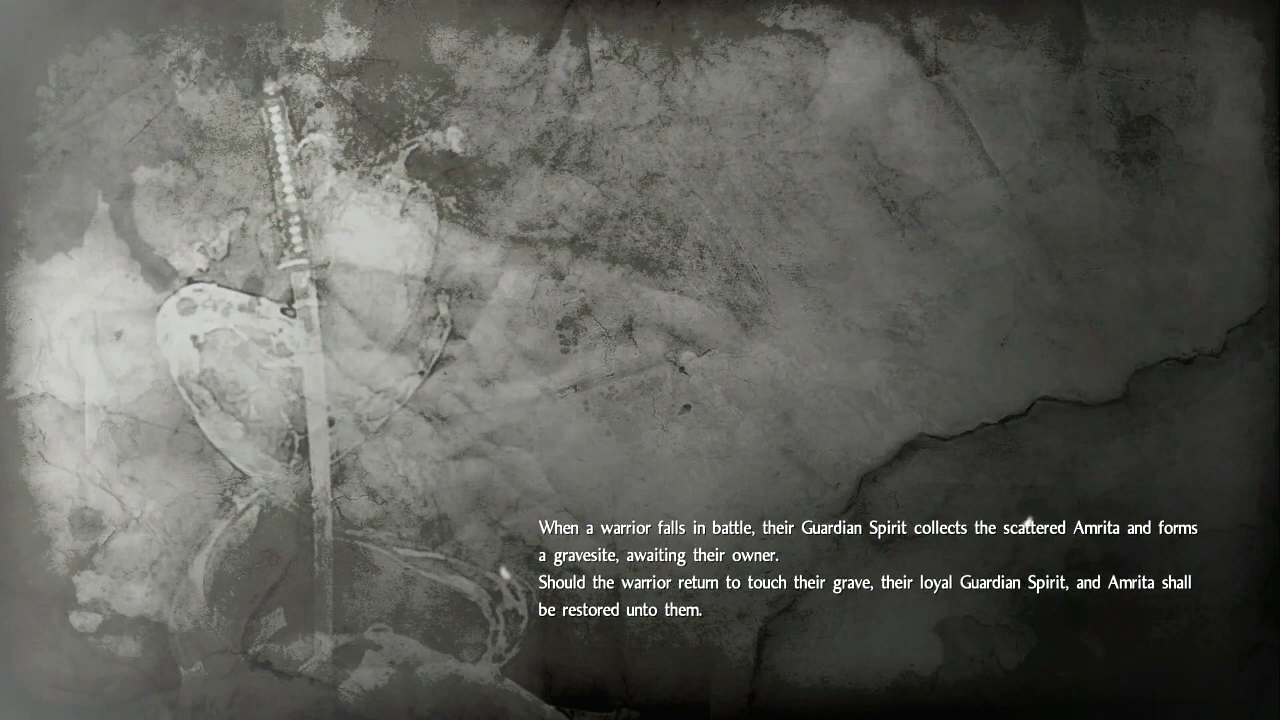 When a warrior falls in battle, their Guardian Spirit collects the scattered Amrita and forms
a gravesite, awaiting their owner.
Should the warrior return to touch their grave, their loyal Guardian Spirit, and Amrita shall
be restored unto them.